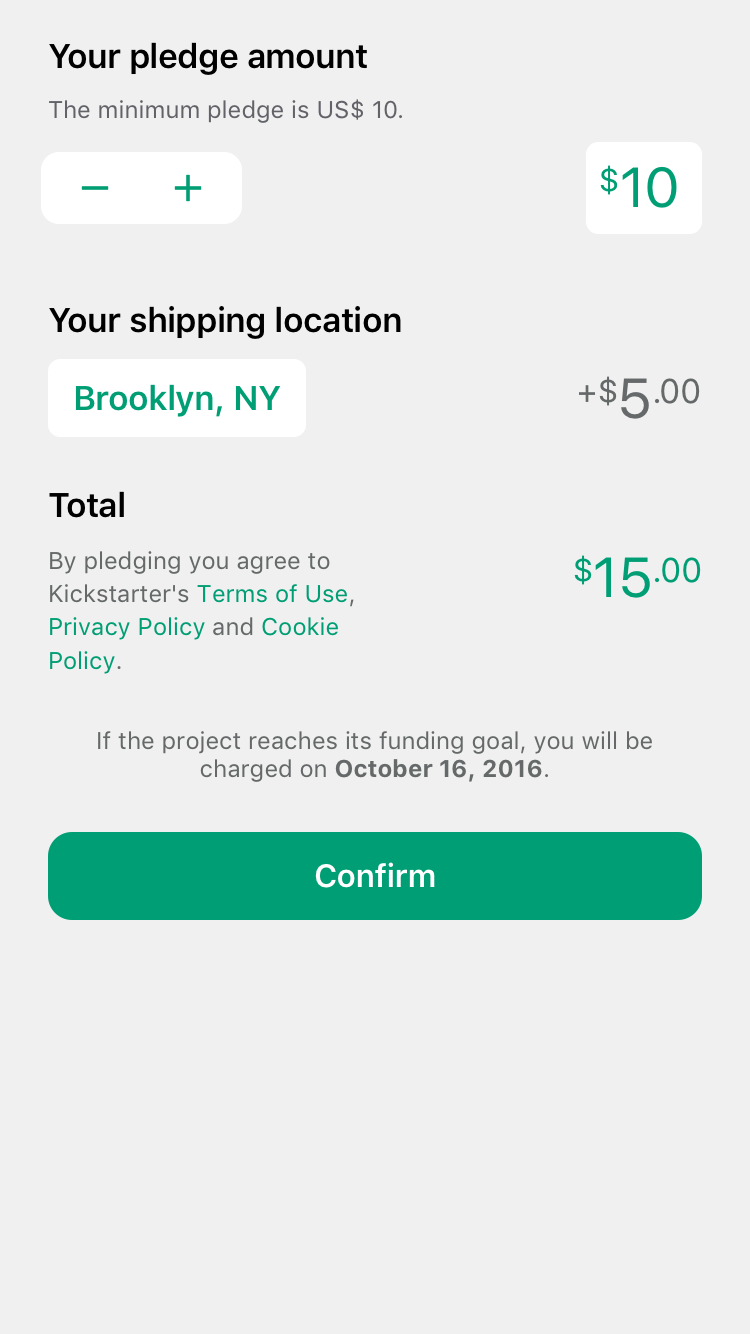 Your pledge amount
The minimum pledge is US$ 10.
− +
$10
Your shipping location
Brooklyn, NY
+$5.00
Total
By pledging you agree to
Kickstarter's Terms of Use,
Privacy Policy and Cookie
Policy.
$15.00
If the project reaches its funding goal, you will be
charged on October 16, 2016.
Confirm